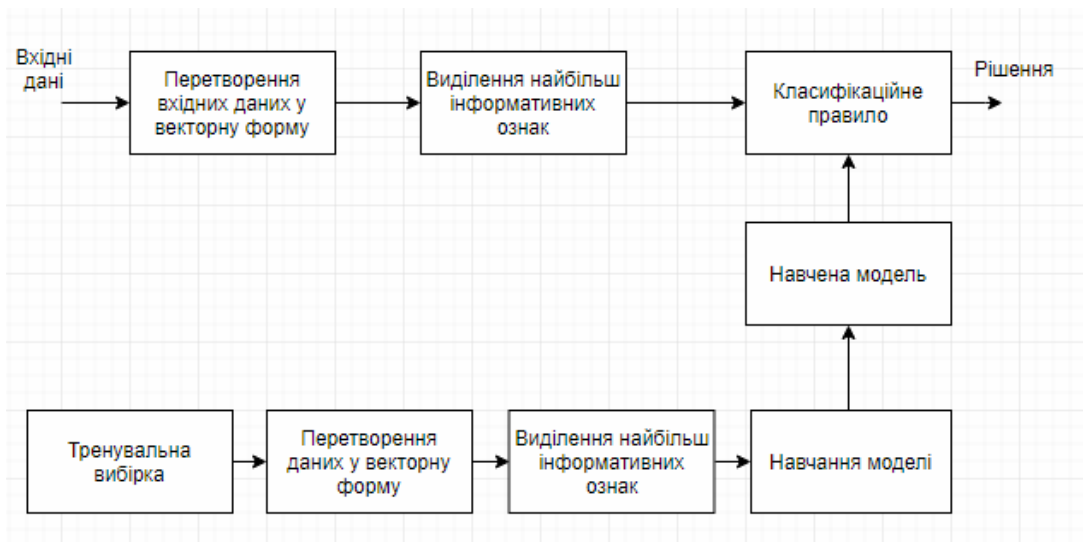 Вхідні
дані
Перетворення
вхідних даних у
векторну форму
Виділення найбільш
інформативних
ознак
Класифікаційне
правило
Рішення
Навчена модель
Тренувальна
вибірка
Перетворення
даних у векторну
форму
Виділення найбільш
інформативних
ознак
Навчання моделі